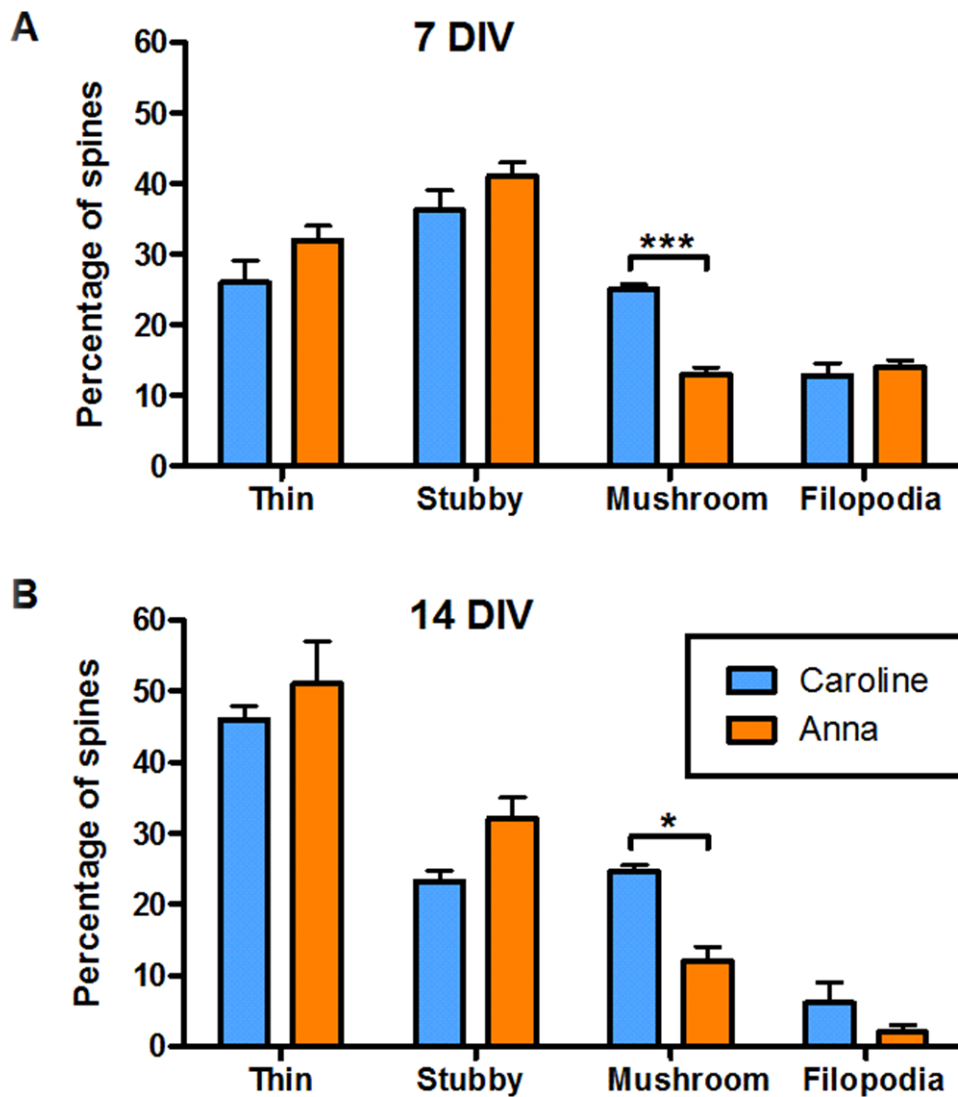 A
7 DIV
Percentage of spines
60
50
40
30
20
10
0
***
Thin Stubby Mushroom Filopodia
B
14 DIV
Percentage of spines
60
50
40
30
20
10
0
*
Caroline
Anna
Thin Stubby Mushroom Filopodia